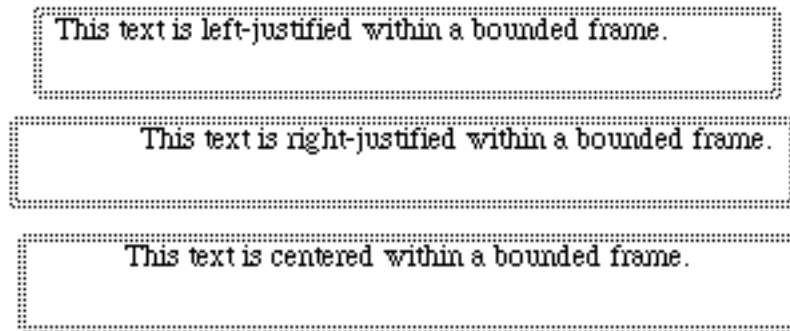 This text is left-justified within a bounded frame.
This text is right-justified within a bounded frame.
This text is centered within a bounded frame.